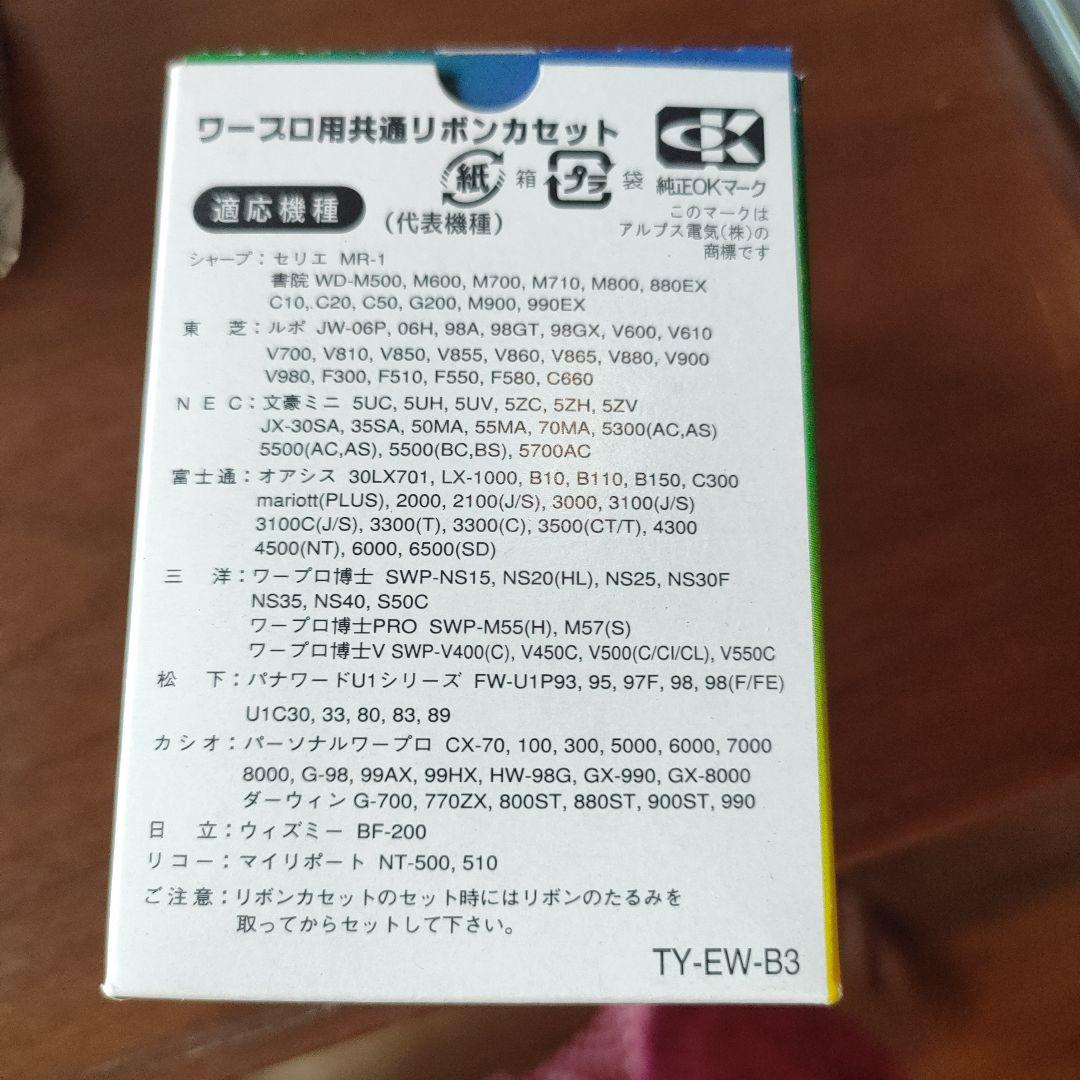 ワープロ用共通リボンカセット
OK
純正OKマーク
紙 箱 プラ 袋
このマークは
アルプス電気(株)の
商標です
適応機種 (代表機種)
シャープ:セリエ MR-1
書院 WD-M500, M600, M700, M710, M800, 880EX
C10, C20, C50, G200, M900, 990EX
東 芝:ルポ JW-06P, 06H, 98A, 98GT, 98GX, V600, V610
V700, V810, V850, V855, V860, V865, V880, V900
V980, F300, F510, F550, F580, C660
NEC:文豪ミニ 5UC, 5UH, 5UV, 5ZC, 5ZH, 5ZV
JX-30SA, 35SA, 50MA, 55MA, 70MA, 5300(AC,AS)
5500(AC,AS), 5500(BC,BS), 5700AC
富士通:オアシス 30LX701, LX-1000, B10, B110, B150, C300
mariott(PLUS), 2000, 2100(J/S), 3000, 3100(J/S)
3100C(J/S), 3300(T), 3300(C), 3500(CT/T), 4300
4500(NT), 6000, 6500(SD)
三 洋:ワープロ博士 SWP-NS15, NS20(HL), NS25, NS30F
NS35, NS40, S50C
ワープロ博士PRO SWP-M55(H), M57(S)
ワープロ博士V SWP-V400(C), V450C, V500(C/CI/CL), V550C
松 下:パナワードU1シリーズ FW-U1P93, 95, 97F, 98, 98(F/FE)
U1C30, 33, 80, 83, 89
カシオ:パーソナルワープロ CX-70, 100, 300, 5000, 6000, 7000
8000, G-98, 99AX, 99HX, HW-98G, GX-990, GX-8000
ダーウィン G-700, 770ZX, 800ST, 880ST, 900ST, 990
日 立:ウィズミー BF-200
リコー:マイリポート NT-500, 510
ご注意:リボンカセットのセット時にはリボンのたるみを
取ってからセットして下さい。
TY-EW-B3